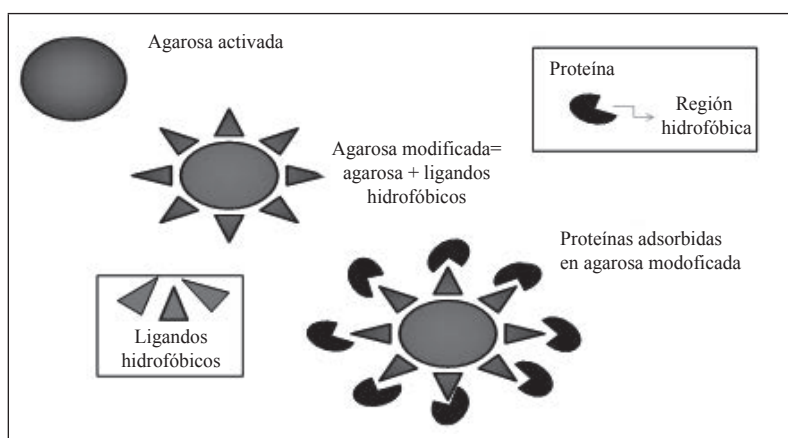 Agarosa activada
Proteína
Región
hidrofóbica
Agarosa modificada=
agarosa + ligandos
hidrofóbicos
Proteínas adsorbidas
en agarosa modoficada
Ligandos
hidrofóbicos